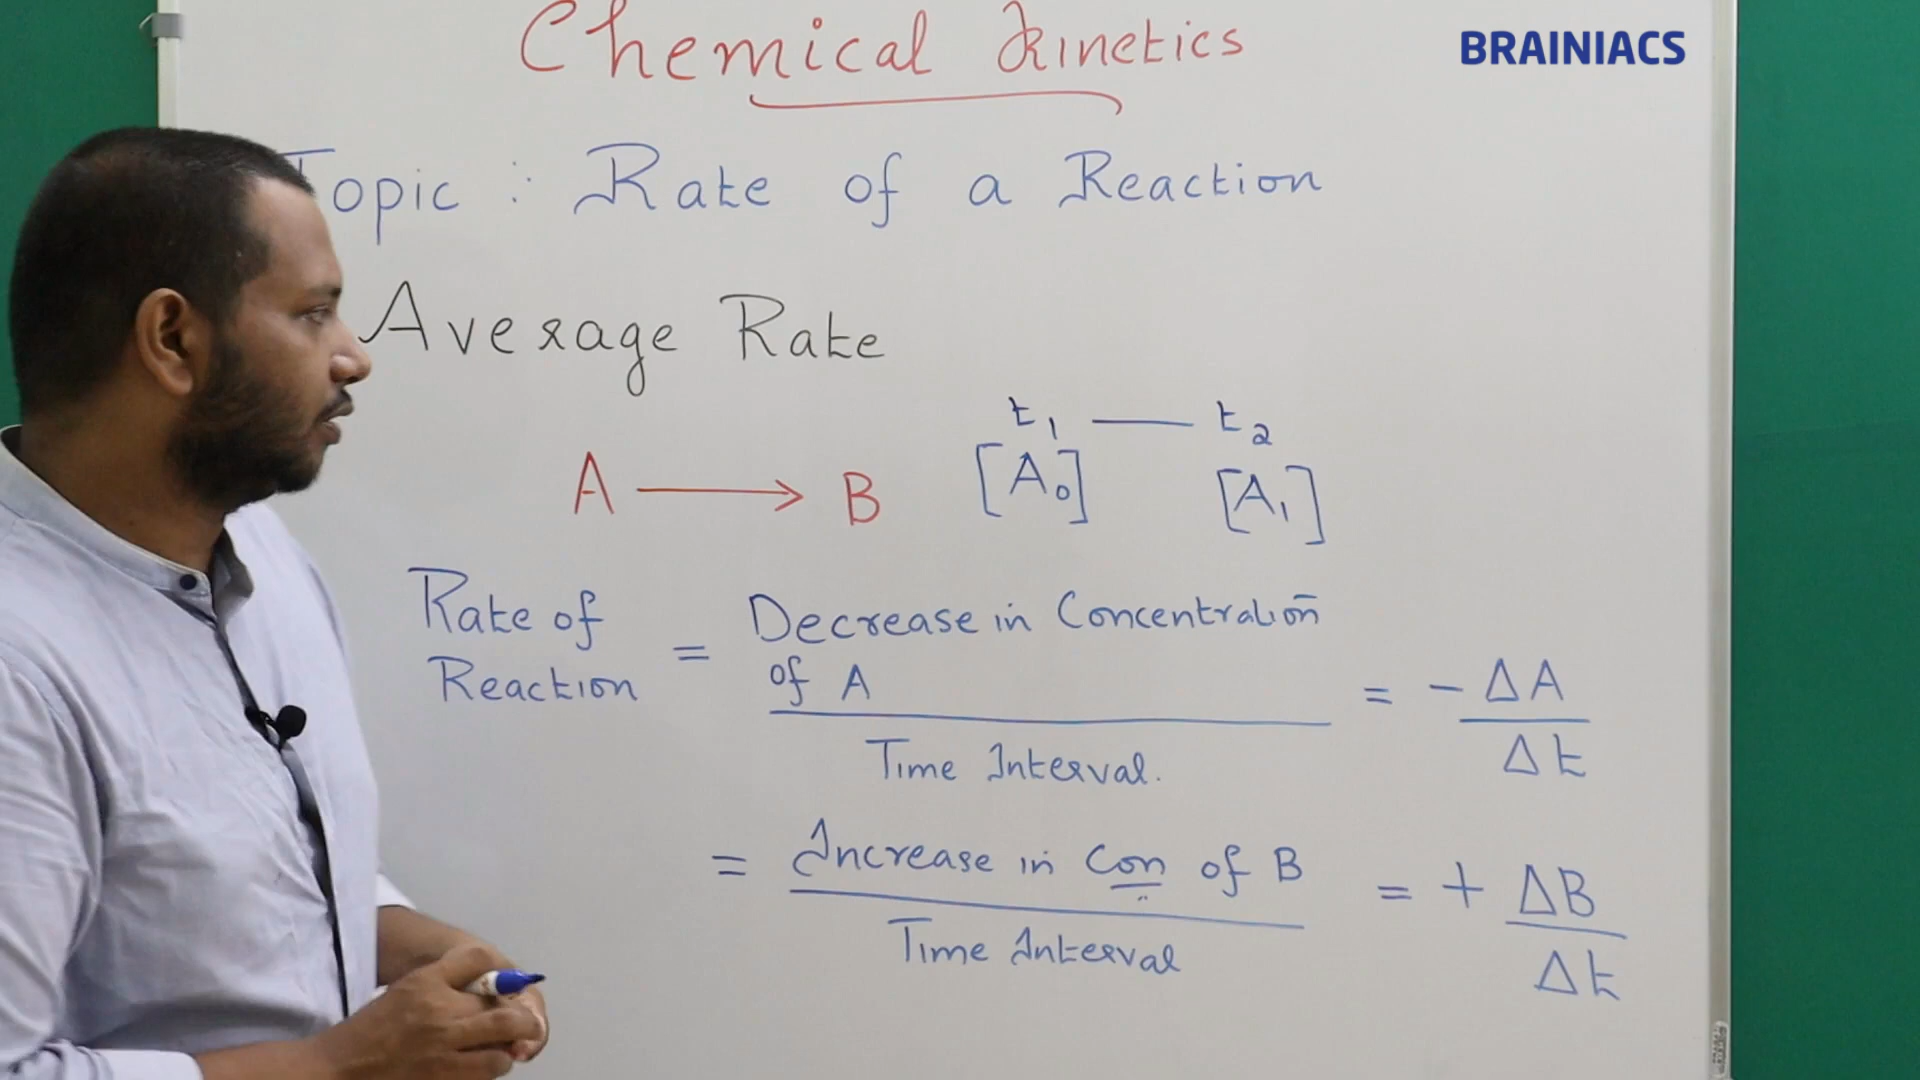 Chemical Kinetics
BRAINIACS
Topic : Rate of a Reaction
Average Rate
t₁ — t₂
[A₀] [A₁]
A → B
Rate of Reaction = Decrease in Concentration of A / Time Interval. = - ΔA / Δt
= Increase in Con of B / Time Interval = + ΔB / Δt